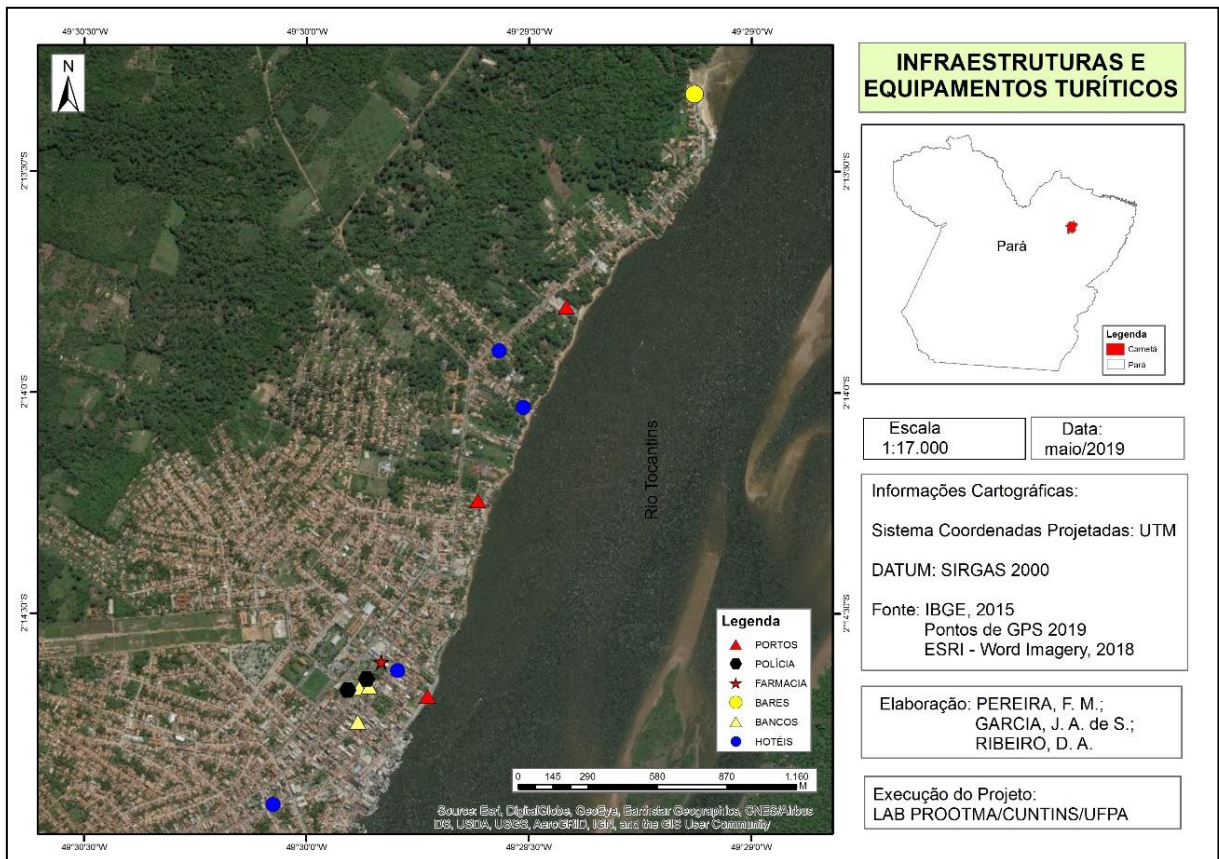 49°30'30"W
49°30'0"W
49°29'30"W
49°29'0"W
N
2°13'30"S
2°14'0"S
2°14'30"S
2°13'30"S
2°14'0"S
2°14'30"S
Rio Tocantins
Legenda
PORTOS
POLÍCIA
FARMACIA
BARES
BANCOS
HOTÉIS
0 145 290 580 870 1.160
M
Source: Esri, DigitalGlobe, GeoEye, Earthstar Geographics, CNES/Airbus
DS, USDA, USGS, AeroGRID, IGN, and the GIS User Community
49°30'30"W
49°30'0"W
49°29'30"W
49°29'0"W
INFRAESTRUTURAS E
EQUIPAMENTOS TURÍTICOS
Pará
Legenda
Cametá
Pará
Escala
1:17.000
Data:
maio/2019
Informações Cartográficas:
Sistema Coordenadas Projetadas: UTM
DATUM: SIRGAS 2000
Fonte: IBGE, 2015
Pontos de GPS 2019
ESRI - Word Imagery, 2018
Elaboração: PEREIRA, F. M.;
GARCIA, J. A. de S.;
RIBEIRO, D. A.
Execução do Projeto:
LAB PROOTMA/CUNTINS/UFPA